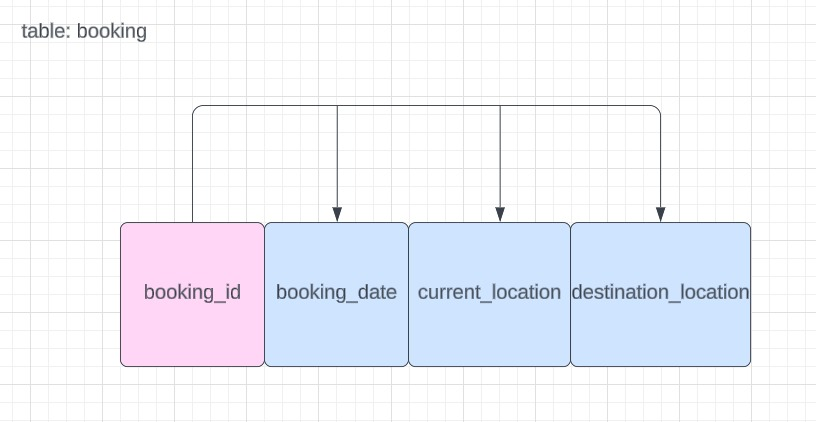 table: booking
booking_id
booking_date
current_location
destination_location